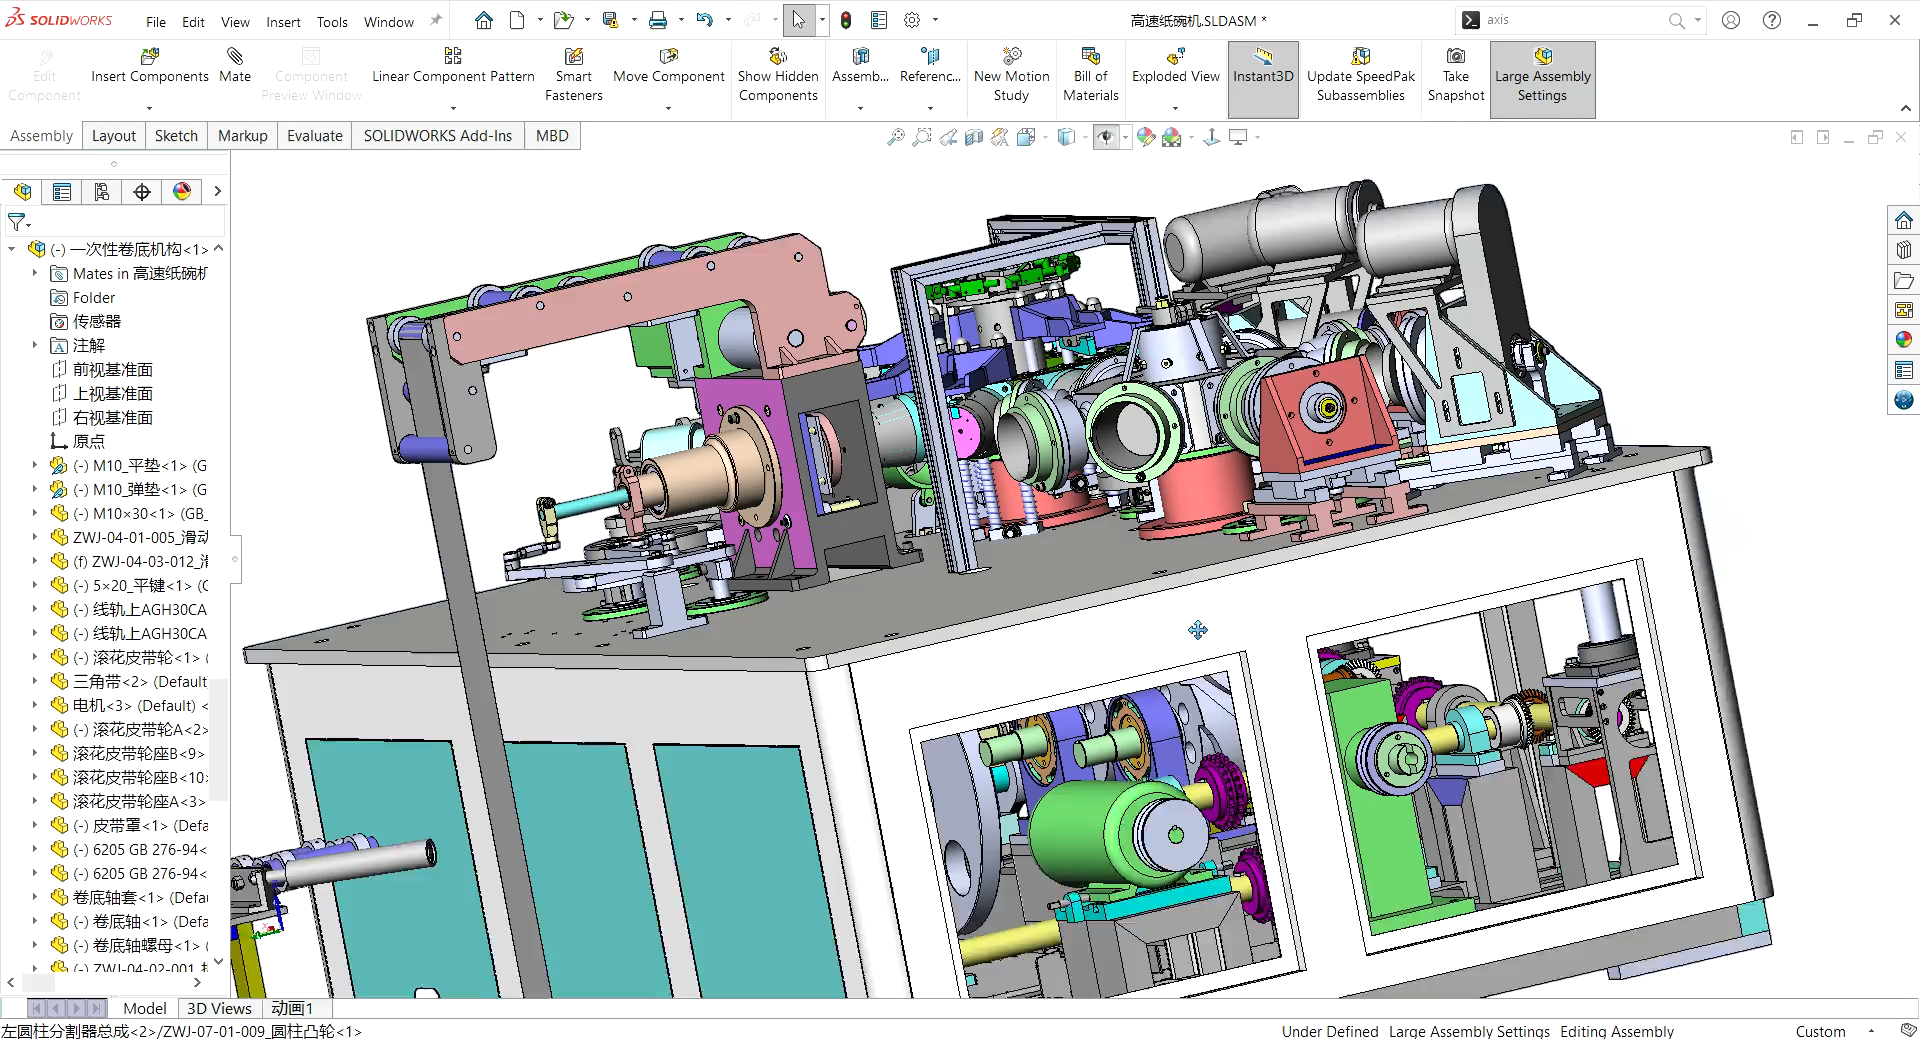 SOLIDWORKS File Edit View Insert Tools Window 高速纸碗机.SLDASM * axis
Edit Component
Insert Components
Mate
Component Preview Window
Linear Component Pattern
Smart Fasteners
Move Component
Show Hidden Components
Assemb...
Referenc...
New Motion Study
Bill of Materials
Exploded View
Instant3D
Update SpeedPak Subassemblies
Take Snapshot
Large Assembly Settings
Assembly Layout Sketch Markup Evaluate SOLIDWORKS Add-Ins MBD
(-) 一次性卷底机构<1>
Mates in 高速纸碗机
Folder
传感器
注解
前视基准面
上视基准面
右视基准面
原点
(-) M10_平垫<1> (G
(-) M10_弹垫<1> (G
(-) M10×30<1> (GB_
ZWJ-04-01-005_滑动
(f) ZWJ-04-03-012_
(-) 5×20_平键<1> (G
(-) 线轨上AGH30CA
(-) 线轨上AGH30CA
(-) 滚花皮带轮<1> (
三角带<2> (Default
电机<3> (Default) <
(-) 滚花皮带轮A<2>
滚花皮带轮座B<9>
滚花皮带轮座B<10>
滚花皮带轮座A<3>
(-) 皮带罩<1> (Defa
(-) 6205 GB 276-94<
(-) 6205 GB 276-94<
卷底轴套<1> (Defau
(-) 卷底轴<1> (Defa
(-) 卷底轴螺母<1> (
(-) ZWJ-04-02-001
Model 3D Views 动画1
左圆柱分割器总成<2>/ZWJ-07-01-009_圆柱凸轮<1> Under Defined Large Assembly Settings Editing Assembly Custom